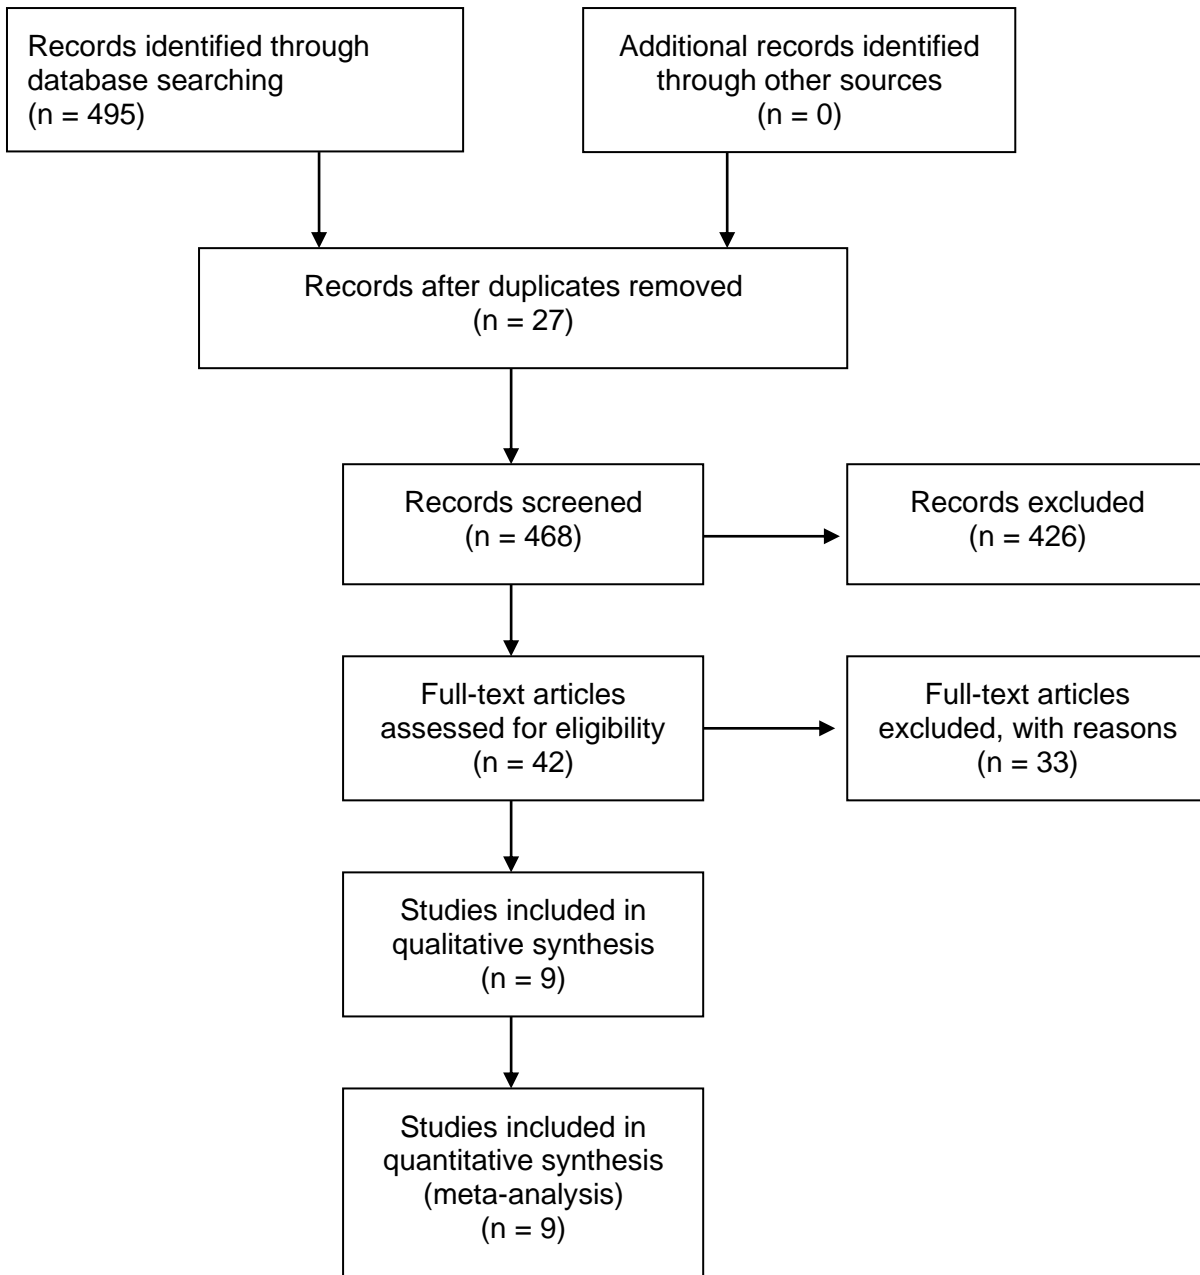 Records identified through
database searching
(n = 495)
Additional records identified
through other sources
(n = 0)
Records after duplicates removed
(n = 27)
Records screened
(n = 468)
Records excluded
(n = 426)
Full-text articles
assessed for eligibility
(n = 42)
Full-text articles
excluded, with reasons
(n = 33)
Studies included in
qualitative synthesis
(n = 9)
Studies included in
quantitative synthesis
(meta-analysis)
(n = 9)